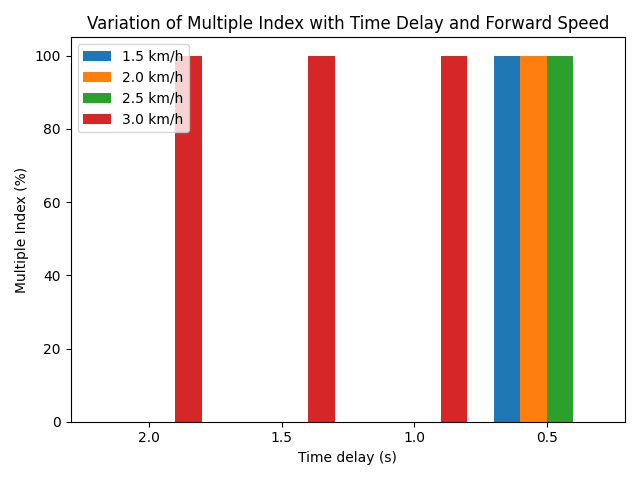 Variation of Multiple Index with Time Delay and Forward Speed
100
80
60
40
20
0
Multiple Index (%)
1.5 km/h
2.0 km/h
2.5 km/h
3.0 km/h
2.0 1.5 1.0 0.5
Time delay (s)